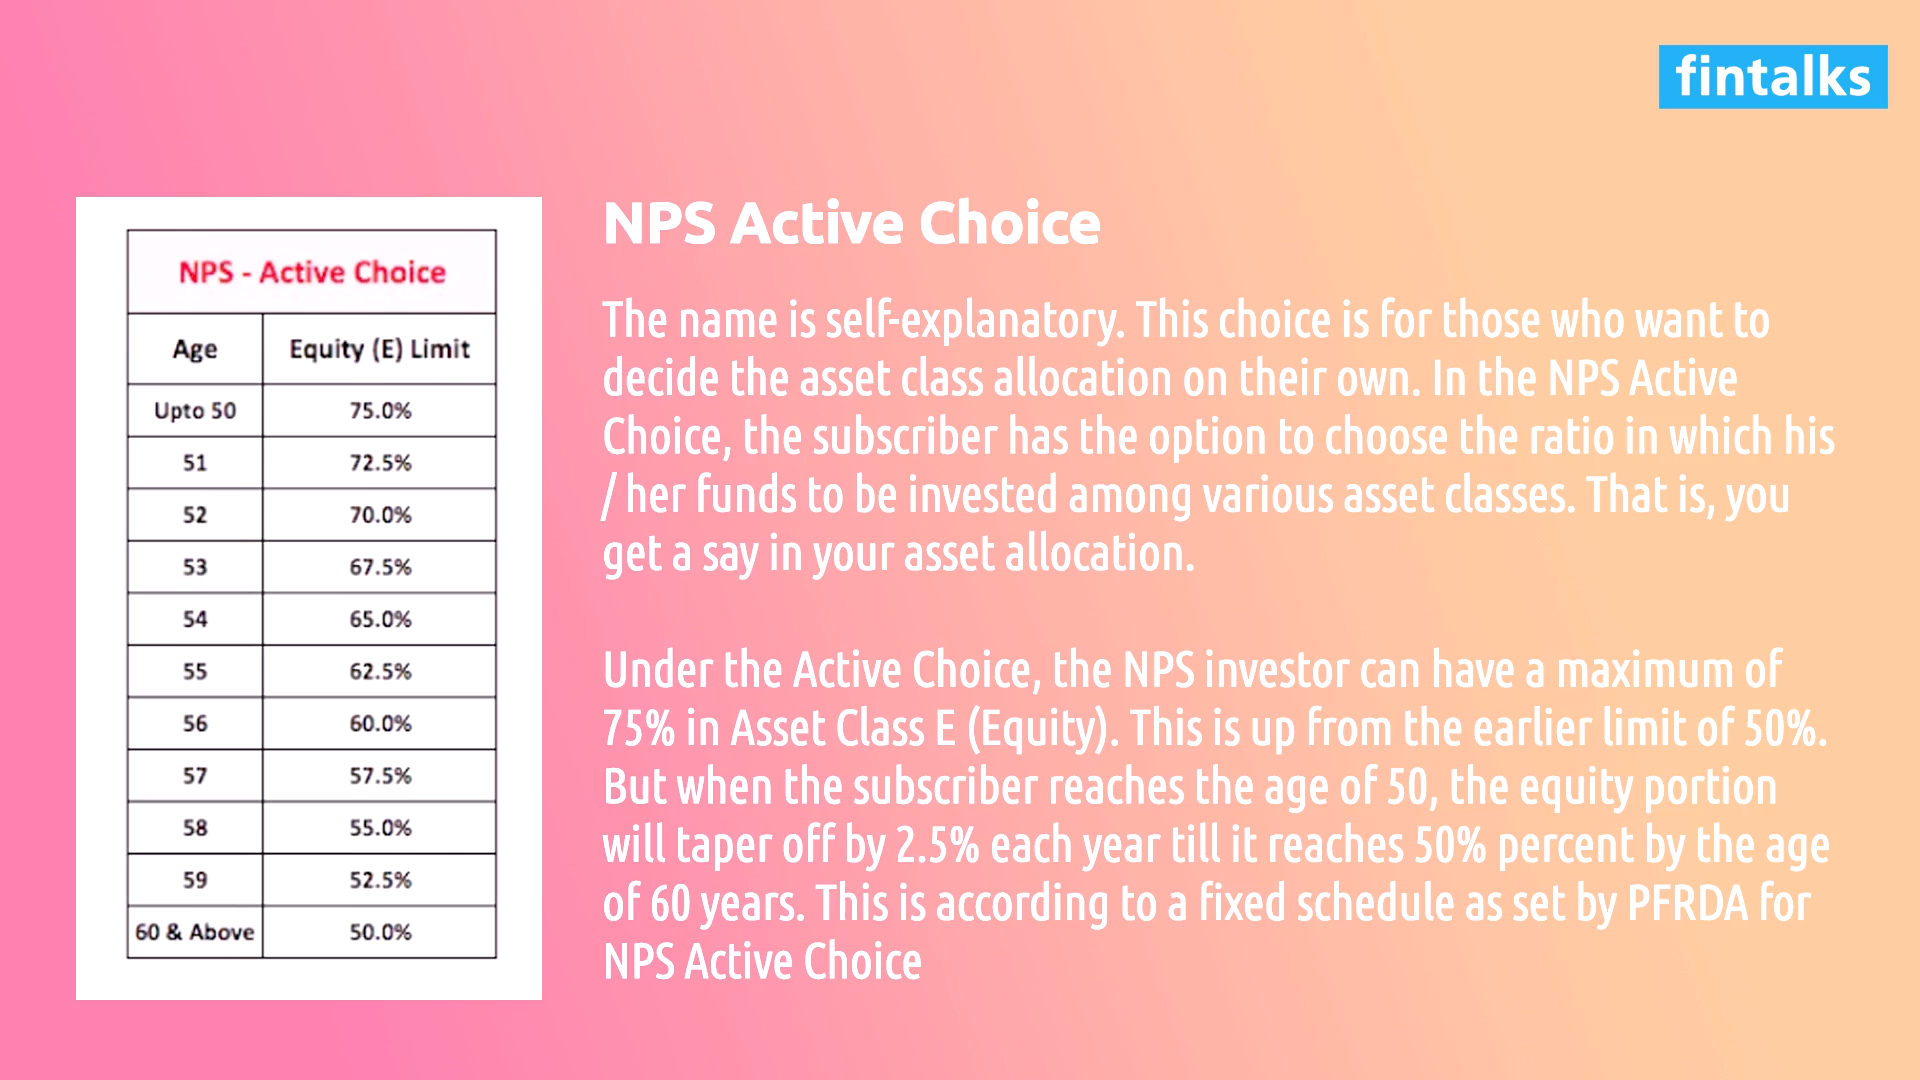 fintalks
NPS - Active Choice
Age Equity (E) Limit
Upto 50 75.0%
51 72.5%
52 70.0%
53 67.5%
54 65.0%
55 62.5%
56 60.0%
57 57.5%
58 55.0%
59 52.5%
60 & Above 50.0%
NPS Active Choice
The name is self-explanatory. This choice is for those who want to
decide the asset class allocation on their own. In the NPS Active
Choice, the subscriber has the option to choose the ratio in which his
/ her funds to be invested among various asset classes. That is, you
get a say in your asset allocation.
Under the Active Choice, the NPS investor can have a maximum of
75% in Asset Class E (Equity). This is up from the earlier limit of 50%.
But when the subscriber reaches the age of 50, the equity portion
will taper off by 2.5% each year till it reaches 50% percent by the age
of 60 years. This is according to a fixed schedule as set by PFRDA for
NPS Active Choice